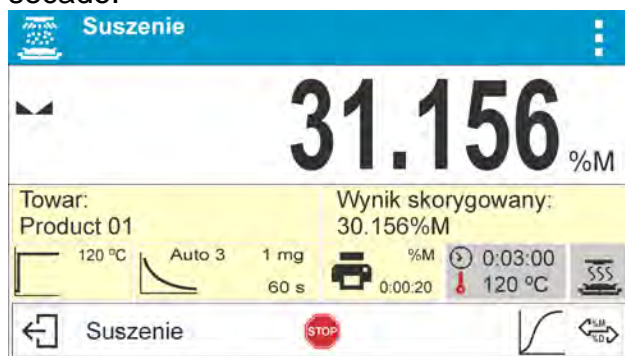 secado.
Suszenie
31.156 %M
Towar:
Product 01
Wynik skorygowany:
30.156%M
120 ºC
Auto 3 1 mg
60 s
%M
0:00:20
0:03:00
120 ºC
Suszenie
STOP
%M
%D